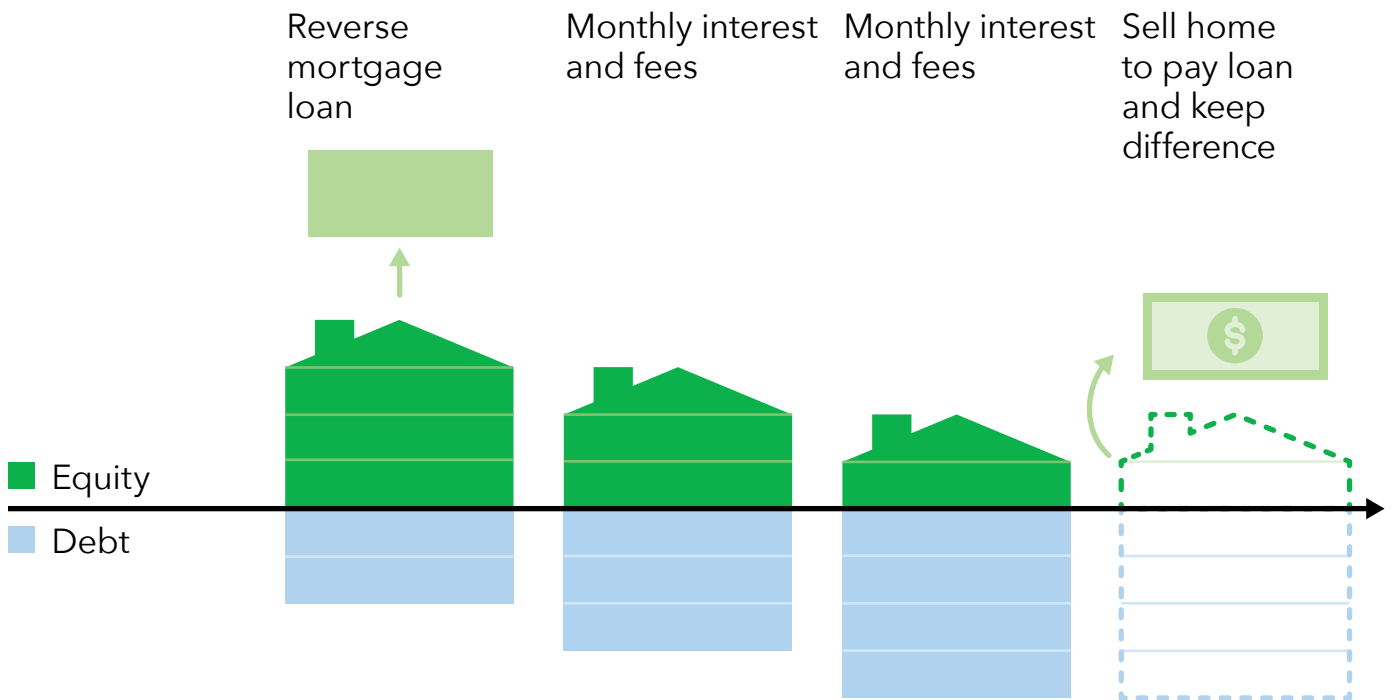 Reverse
mortgage
loan
Monthly interest
and fees
Monthly interest
and fees
Sell home
to pay loan
and keep
difference
$
Equity
Debt